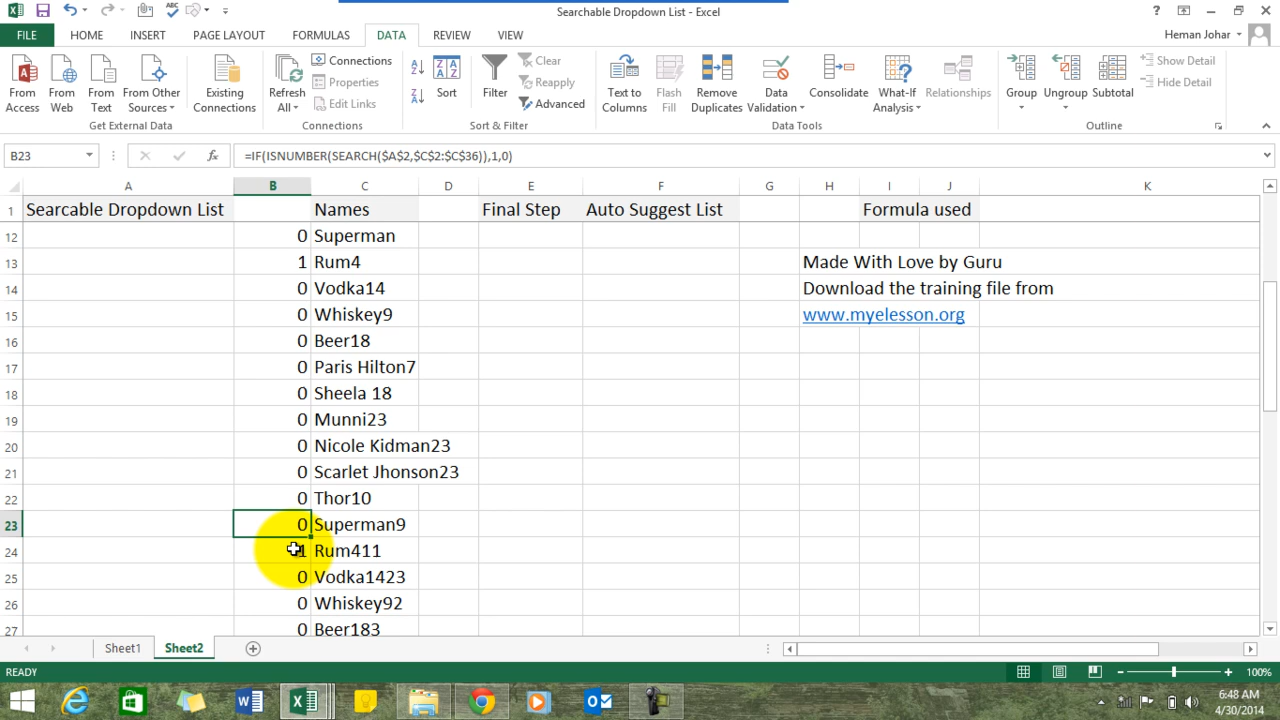 Searchable Dropdown List - Excel
FILE HOME INSERT PAGE LAYOUT FORMULAS DATA REVIEW VIEW Heman Johar
From Access
From Web
From Text
From Other Sources
Existing Connections
Get External Data
Refresh All
Connections
Properties
Edit Links
Connections
Sort
Filter
Clear
Reapply
Advanced
Sort & Filter
Text to Columns
Flash Fill
Remove Duplicates
Data Validation
Consolidate
What-If Analysis
Relationships
Data Tools
Group
Ungroup
Subtotal
Show Detail
Hide Detail
Outline
B23 fx =IF(ISNUMBER(SEARCH($A$2,$C$2:$C$36)),1,0)
A B C D E F G H I J K
1 Searcable Dropdown List Names Final Step Auto Suggest List Formula used
12 0 Superman
13 1 Rum4 Made With Love by Guru
14 0 Vodka14 Download the training file from
15 0 Whiskey9 www.myelesson.org
16 0 Beer18
17 0 Paris Hilton7
18 0 Sheela 18
19 0 Munni23
20 0 Nicole Kidman23
21 0 Scarlet Jhonson23
22 0 Thor10
23 0 Superman9
24 1 Rum411
25 0 Vodka1423
26 0 Whiskey92
27 0 Beer183
Sheet1 Sheet2
READY 100%
6:48 AM
4/30/2014